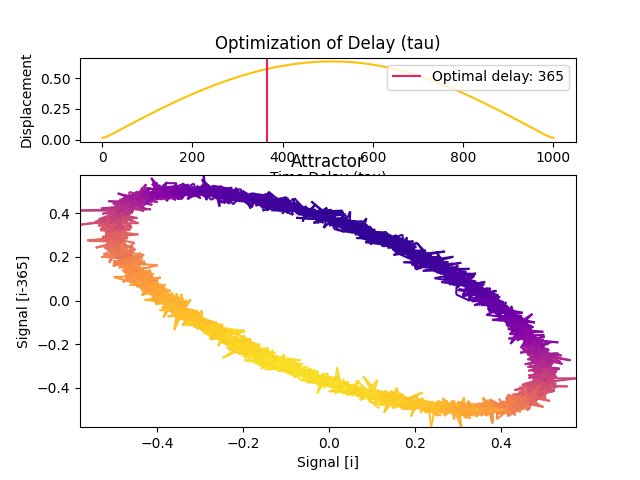 Optimization of Delay (tau)
Displacement
0.50
0.25
0.00
Optimal delay: 365
0 200 400 600 800 1000
Time Delay (tau)
Attractor
Signal [i-365]
0.4
0.2
0.0
−0.2
−0.4
−0.4 −0.2 0.0 0.2 0.4
Signal [i]